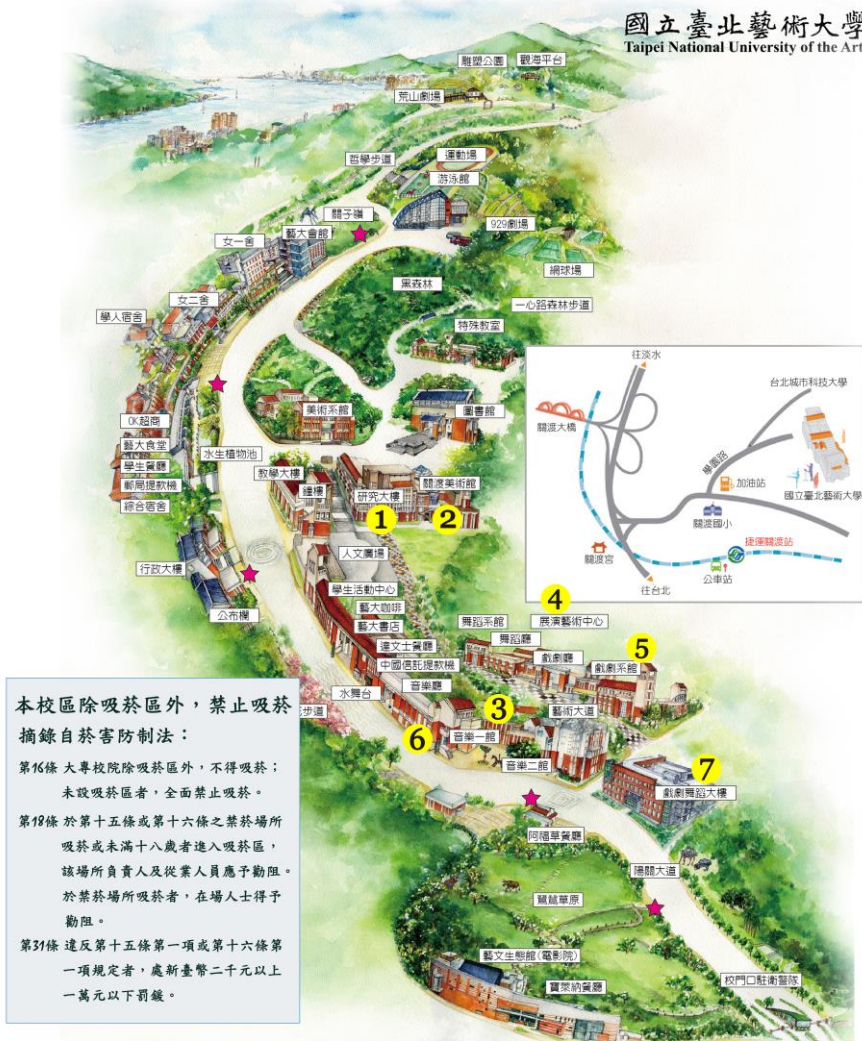 國立臺北藝術大學
Taipei National University of the Art
雕塑公園
觀海平台
荒山劇場
哲學步道
運動場
游泳館
關子嶺
929劇場
女一舍
藝大會館
網球場
黑森林
女二舍
一心路森林步道
學人宿舍
特殊教室
OK超商
藝大食堂
學生餐廳
郵局提款機
綜合宿舍
美術系館
圖書館
水生植物池
教學大樓
鐘樓
研究大樓
關渡美術館
1
2
人文廣場
行政大樓
公布欄
學生活動中心
藝大咖啡
藝大書店
達文士餐廳
中國信託提款機
水舞台
音樂廳
往淡水
台北城市科技大學
關渡大橋
學園路
加油站
國立臺北藝術大學
關渡國小
關渡宮
捷運關渡站
公車站
往台北
4
舞蹈系館
展演藝術中心
舞蹈廳
戲劇廳
5
戲劇系館
3
藝術大道
6
音樂一館
音樂二館
7
戲劇舞蹈大樓
步道
阿福草餐廳
陽關大道
鷺鷥草原
藝文生態館(電影院)
寶萊納餐廳
校門口駐衛警隊
本校區除吸菸區外，禁止吸菸
摘錄自菸害防制法：
第16條 大專校院除吸菸區外，不得吸菸；
未設吸菸區者，全面禁止吸菸。
第18條 於第十五條或第十六條之禁菸場所
吸菸或未滿十八歲者進入吸菸區，
該場所負責人及從業人員應予勸阻。
於禁菸場所吸菸者，在場人士得予
勸阻。
第31條 違反第十五條第一項或第十六條第
一項規定者，處新臺幣二千元以上
一萬元以下罰鍰。